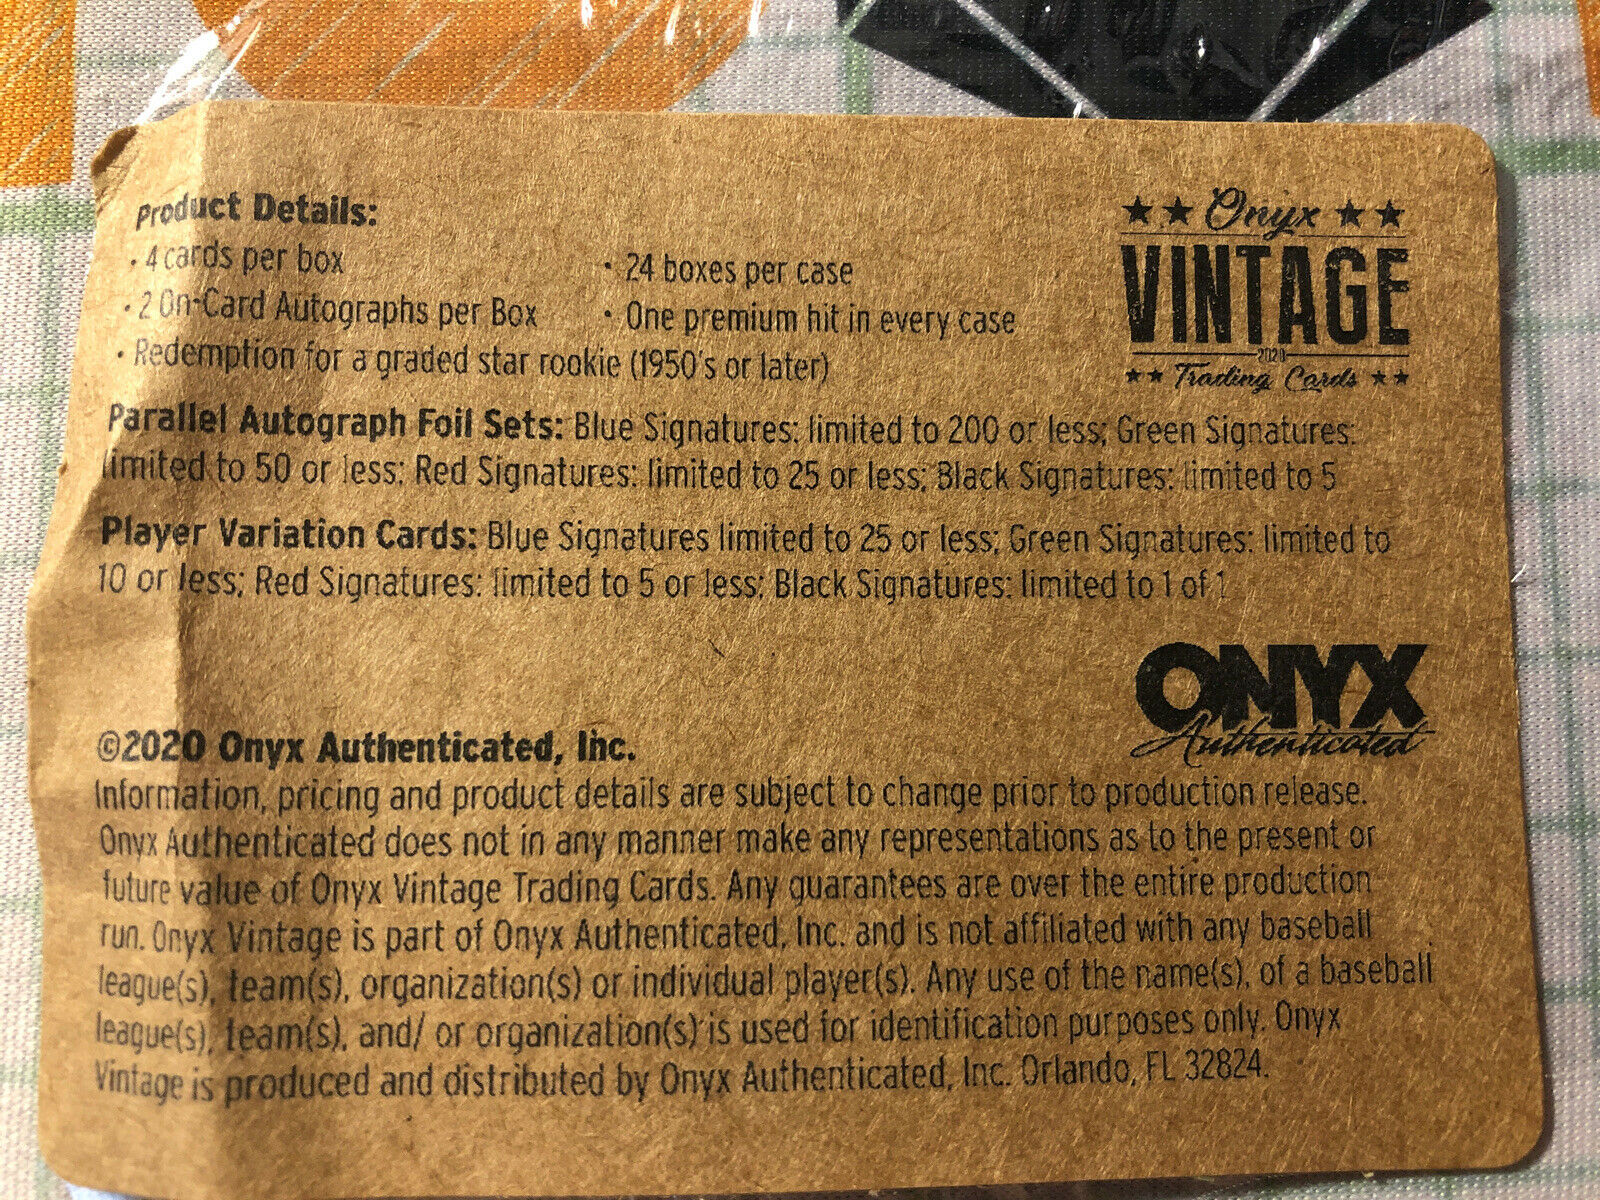 Product Details:
· 4 cards per box
· 24 boxes per case
· 2 On-Card Autographs per Box
· One premium hit in every case
· Redemption for a graded star rookie (1950's or later)
★★ Onyx ★★
VINTAGE
2020
★★ Trading Cards ★★
Parallel Autograph Foil Sets: Blue Signatures: limited to 200 or less; Green Signatures:
limited to 50 or less; Red Signatures: limited to 25 or less; Black Signatures: limited to 5
Player Variation Cards: Blue Signatures limited to 25 or less; Green Signatures: limited to
10 or less; Red Signatures: limited to 5 or less; Black Signatures: limited to 1 of 1
ONYX
Authenticated
©2020 Onyx Authenticated, Inc.
Information, pricing and product details are subject to change prior to production release.
Onyx Authenticated does not in any manner make any representations as to the present or
future value of Onyx Vintage Trading Cards. Any guarantees are over the entire production
run. Onyx Vintage is part of Onyx Authenticated, Inc. and is not affiliated with any baseball
league(s), team(s), organization(s) or individual player(s). Any use of the name(s), of a baseball
league(s), team(s), and/ or organization(s) is used for identification purposes only. Onyx
Vintage is produced and distributed by Onyx Authenticated, Inc. Orlando, FL 32824.